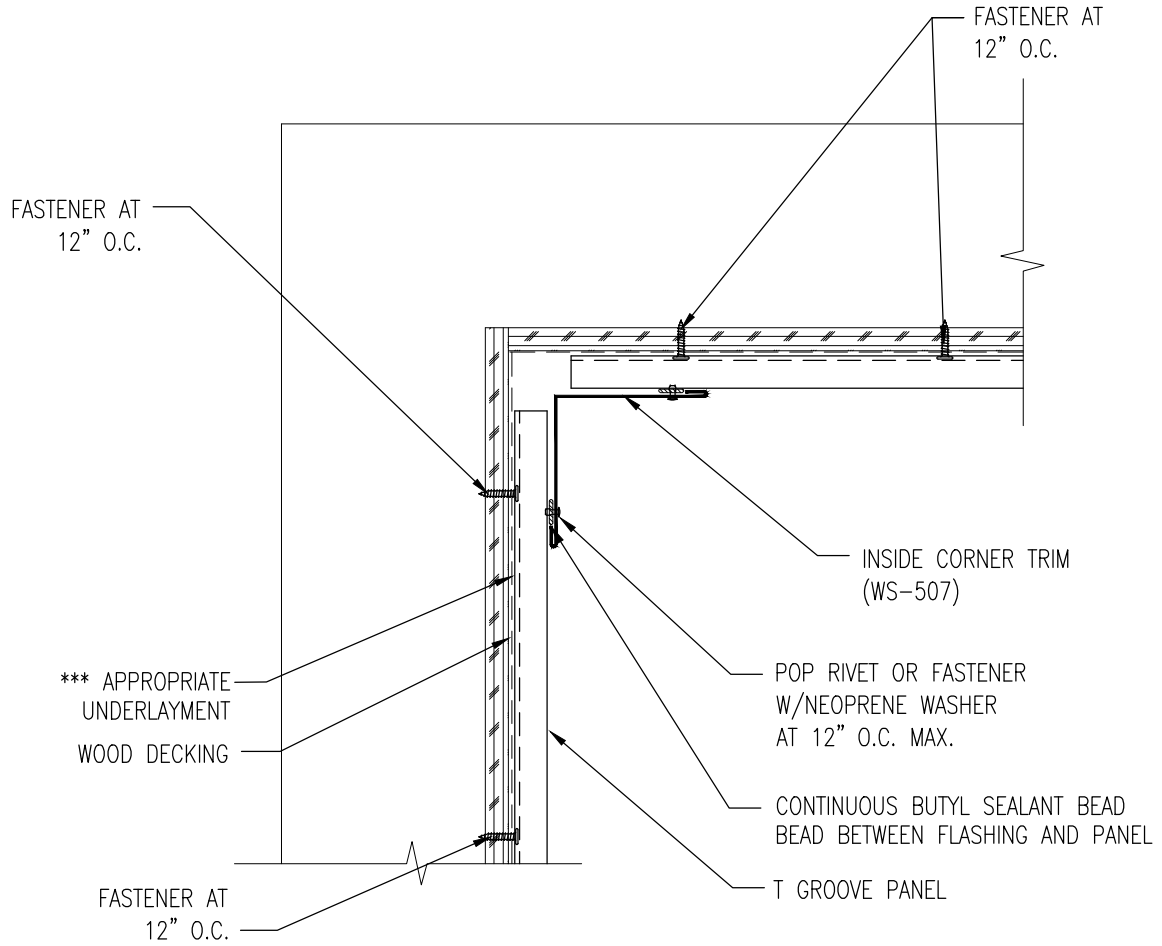 FASTENER AT
12” O.C.
FASTENER AT
12” O.C.
INSIDE CORNER TRIM
(WS-507)
*** APPROPRIATE
UNDERLAYMENT
WOOD DECKING
POP RIVET OR FASTENER
W/NEOPRENE WASHER
AT 12” O.C. MAX.
CONTINUOUS BUTYL SEALANT BEAD
BEAD BETWEEN FLASHING AND PANEL
T GROOVE PANEL
FASTENER AT
12” O.C.